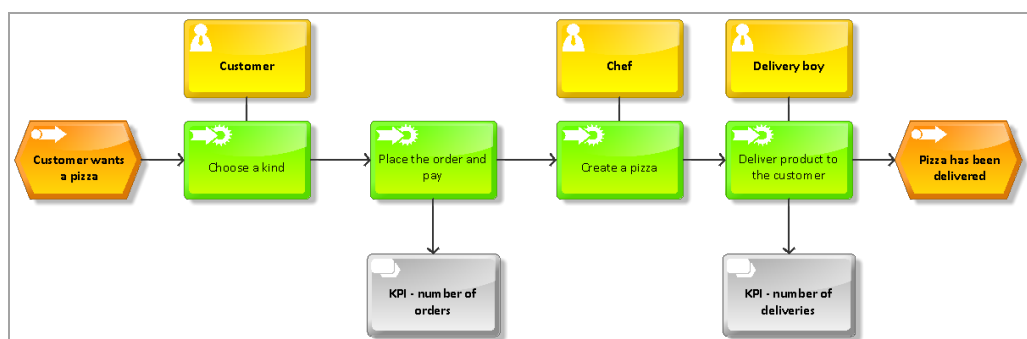 Customer
Chef
Delivery boy
Customer wants
a pizza
Choose a kind
Place the order and
pay
Create a pizza
Deliver product to
the customer
Pizza has been
delivered
KPI - number of
orders
KPI - number of
deliveries